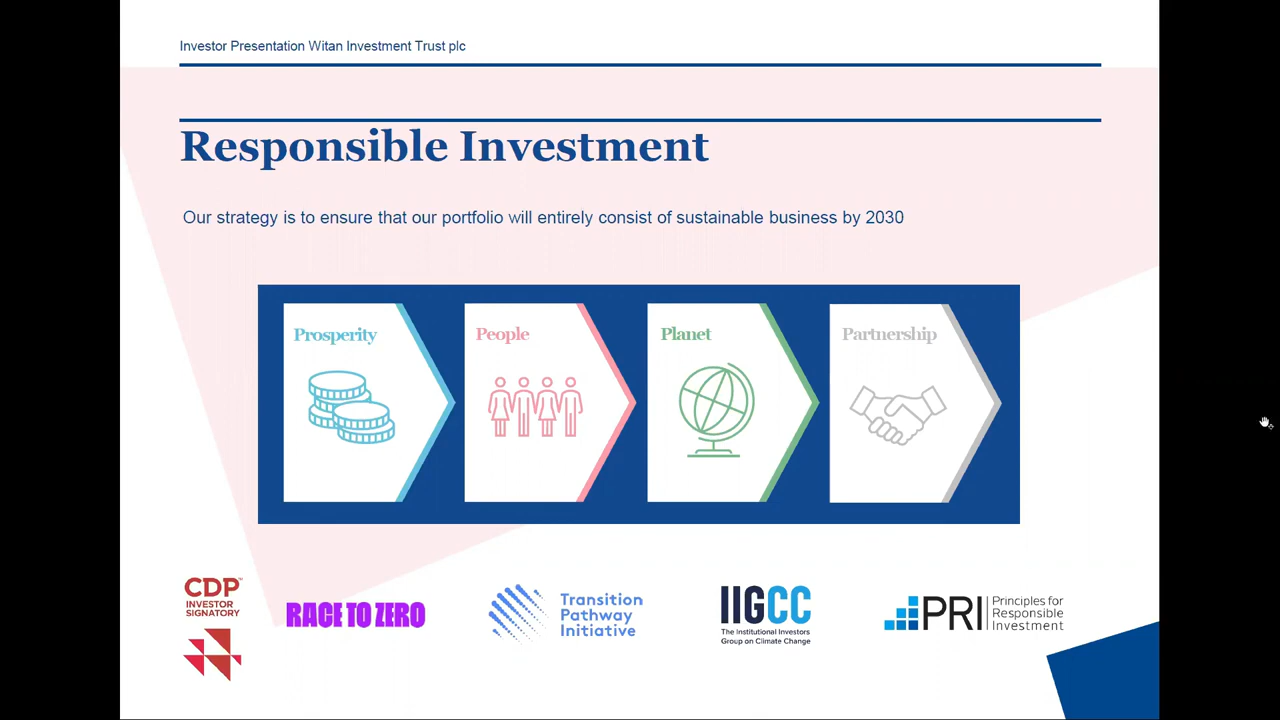 Investor Presentation Witan Investment Trust plc
Responsible Investment
Our strategy is to ensure that our portfolio will entirely consist of sustainable business by 2030
Prosperity
People
Planet
Partnership
CDP™
INVESTOR
SIGNATORY
RACE TO ZERO
Transition
Pathway
Initiative
IIGCC
The Institutional Investors
Group on Climate Change
PRI
Principles for
Responsible
Investment